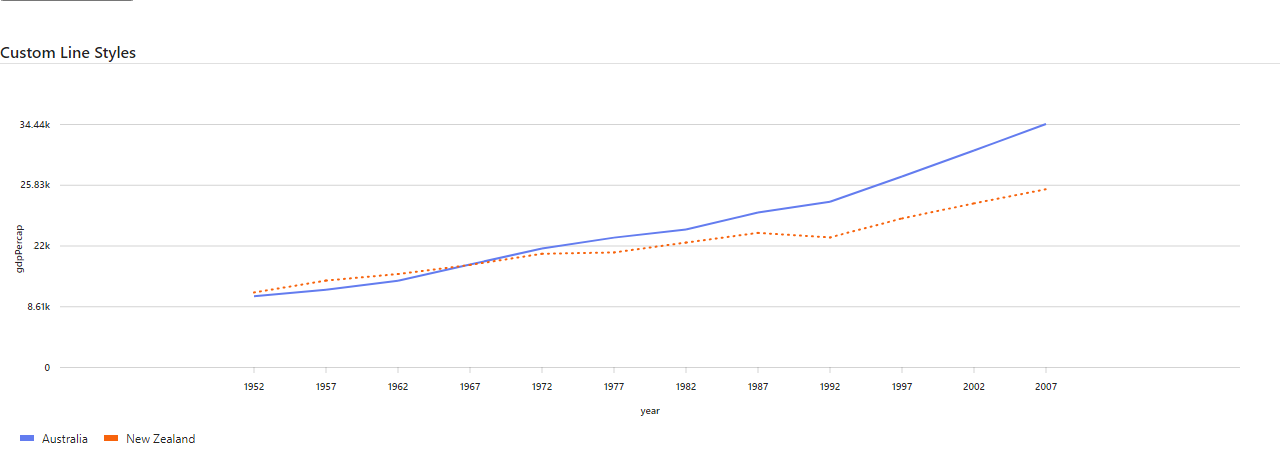 Custom Line Styles
34.44k
25.83k
22k
8.61k
0
gdpPercap
1952 1957 1962 1967 1972 1977 1982 1987 1992 1997 2002 2007
year
Australia New Zealand